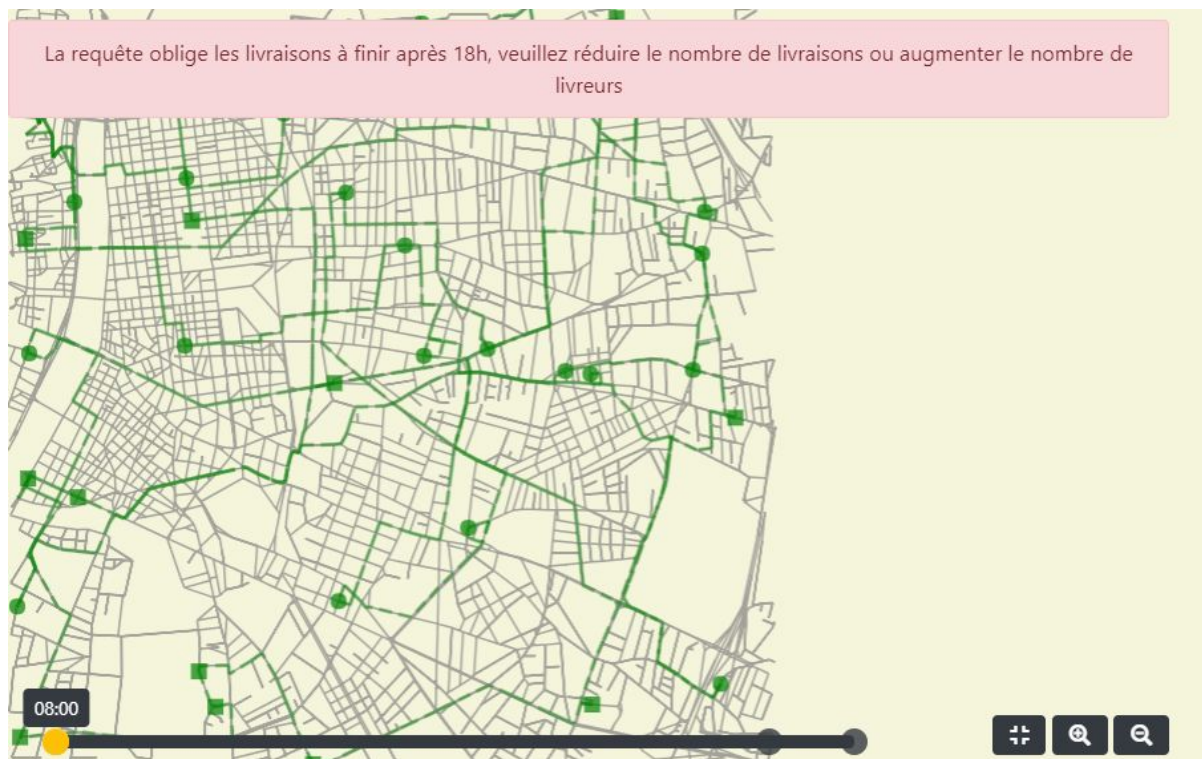 La requête oblige les livraisons à finir après 18h, veuillez réduire le nombre de livraisons ou augmenter le nombre de
livreurs
08:00